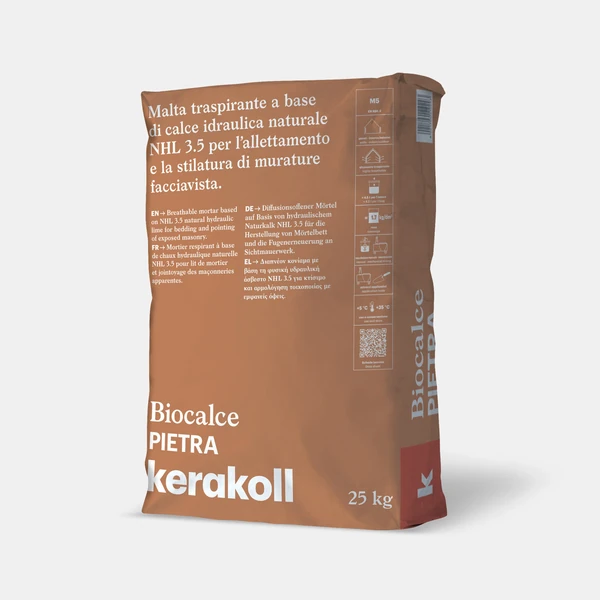 Malta traspirante a base
di calce idraulica naturale
NHL 3.5 per l'allettamento
e la stilatura di murature
facciavista.
EN → Breathable mortar based
on NHL 3.5 natural hydraulic
lime for bedding and pointing
of exposed masonry.
FR → Mortier respirant à base
de chaux hydraulique naturelle
NHL 3.5 pour lit de mortier
et jointoyage des maçonneries
apparentes.
DE → Diffusionsoffener Mörtel
auf Basis von hydraulischem
Naturkalk NHL 3.5 für die
Herstellung von Mörtelbett
und die Fugenerneuerung an
Sichtmauerwerk.
EL → Διαπνέον κονίαμα με
βάση τη φυσική υδραυλική
άσβεστο NHL 3.5 για κτίσιμο
και αρμολόγηση τοιχοποιίας με
εμφανείς όψεις.
M5
+5 °C +35 °C
Biocalce
PIETRA
kerakoll
25 kg
Biocalce
PIETRA
K